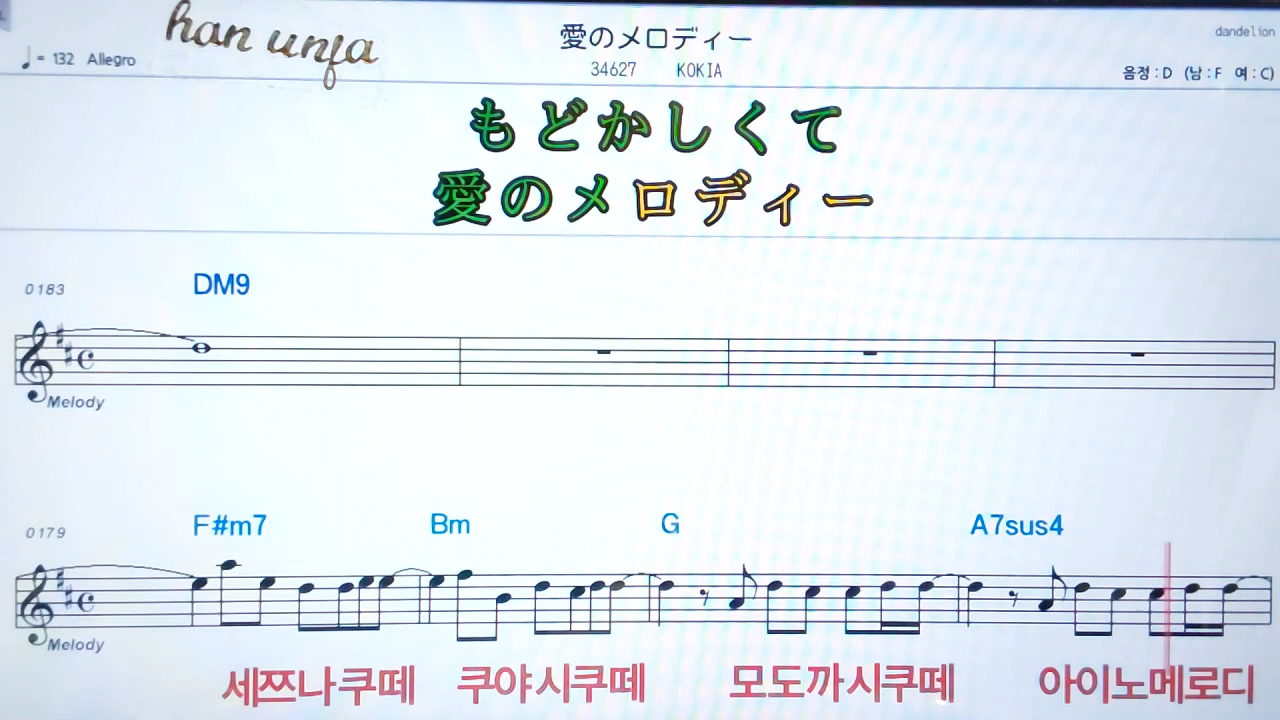 han unfa
愛のメロディー
dandelion
♩= 132 Allegro
34627 KOKIA
음정:D (남:F 여:C)
もどかしくて
愛のメロディー
0183
DM9
Melody
0179
F#m7 Bm G A7sus4
Melody
세쯔나쿠떼 쿠야시쿠떼 모도까시쿠떼 아이노메로디